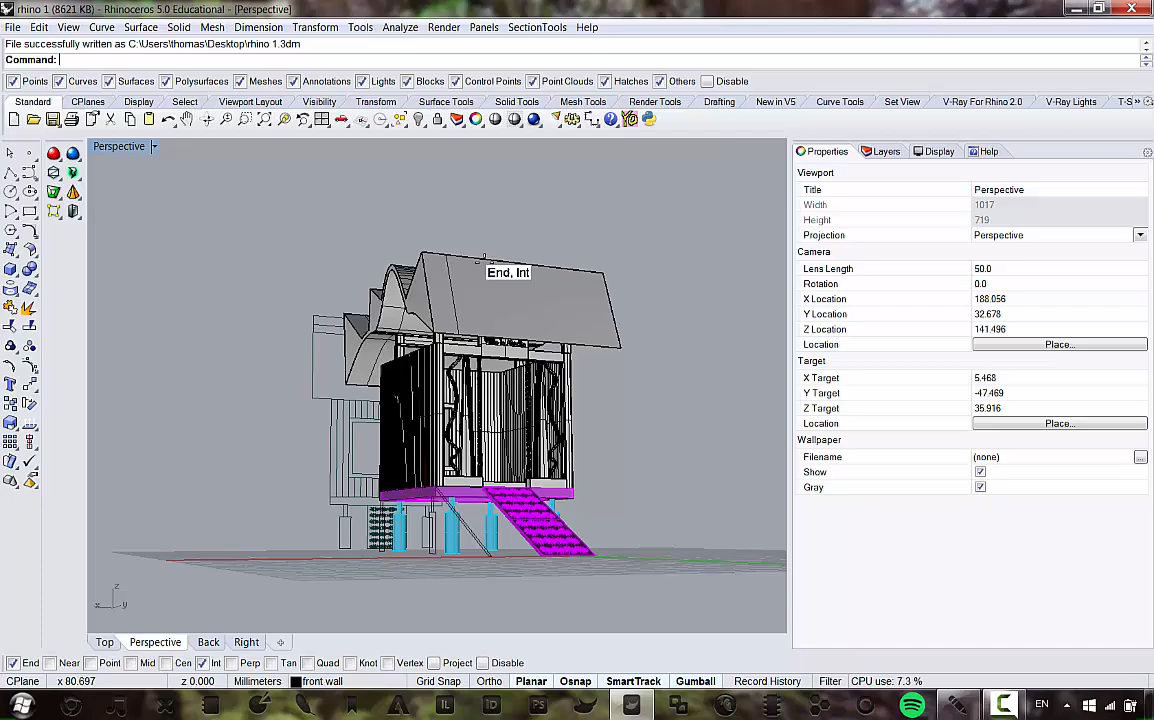 rhino 1 (8621 KB) - Rhinoceros 5.0 Educational - [Perspective]
File Edit View Curve Surface Solid Mesh Dimension Transform Tools Analyze Render Panels SectionTools Help
File successfully written as C:\Users\thomas\Desktop\rhino 1.3dm
Command:
Points Curves Surfaces Polysurfaces Meshes Annotations Lights Blocks Control Points Point Clouds Hatches Others Disable
Standard CPlanes Display Select Viewport Layout Visibility Transform Surface Tools Solid Tools Mesh Tools Render Tools Drafting New in V5 Curve Tools Set View V-Ray For Rhino 2.0 V-Ray Lights T-S »
Perspective
Properties Layers Display Help
Viewport
Title Perspective
Width 1017
Height 719
Projection Perspective
Camera
Lens Length 50.0
Rotation 0.0
X Location 188.056
Y Location 32.678
Z Location 141.496
Location Place...
Target
X Target 5.468
Y Target -47.469
Z Target 35.916
Location Place...
Wallpaper
Filename (none) ...
Show
Gray
End, Int
z
x y
Top Perspective Back Right
End Near Point Mid Cen Int Perp Tan Quad Knot Vertex Project Disable
CPlane x 80.697 z 0.000 Millimeters front wall Grid Snap Ortho Planar Osnap SmartTrack Gumball Record History Filter CPU use: 7.3 %
IL ID PS EN